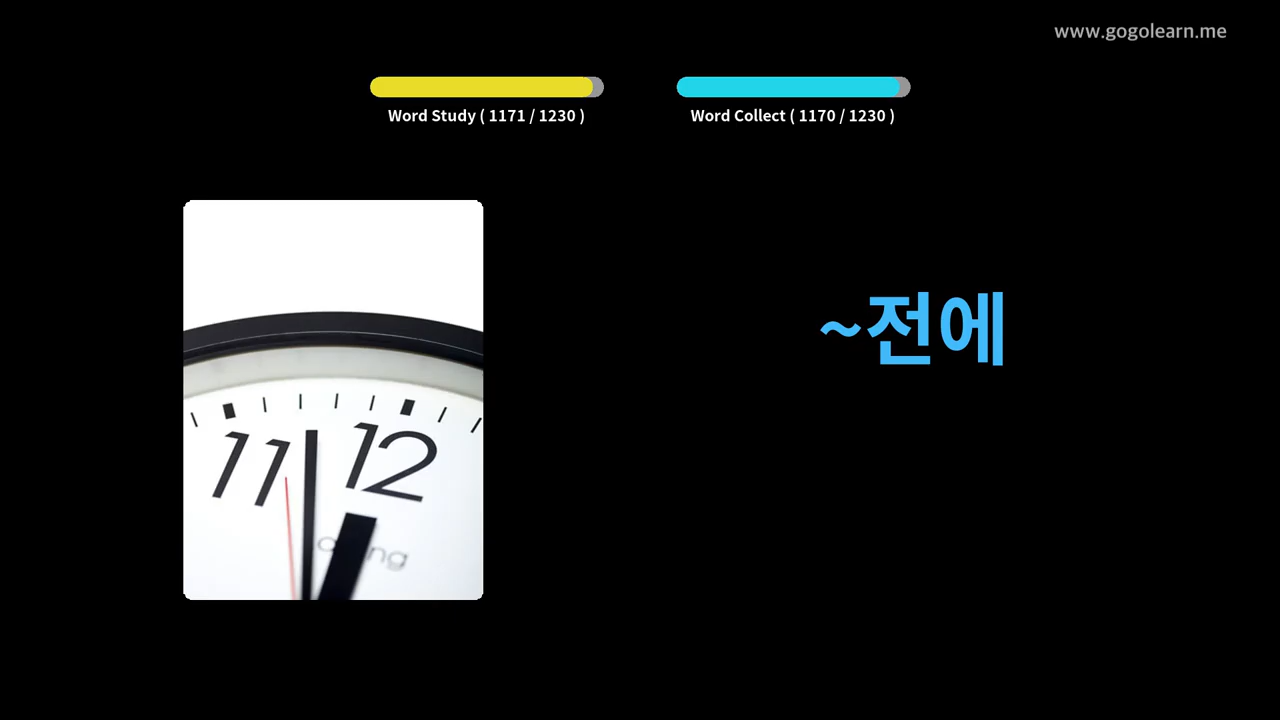 www.gogolearn.me
Word Study ( 1171 / 1230 )
Word Collect ( 1170 / 1230 )
~전에
11 12